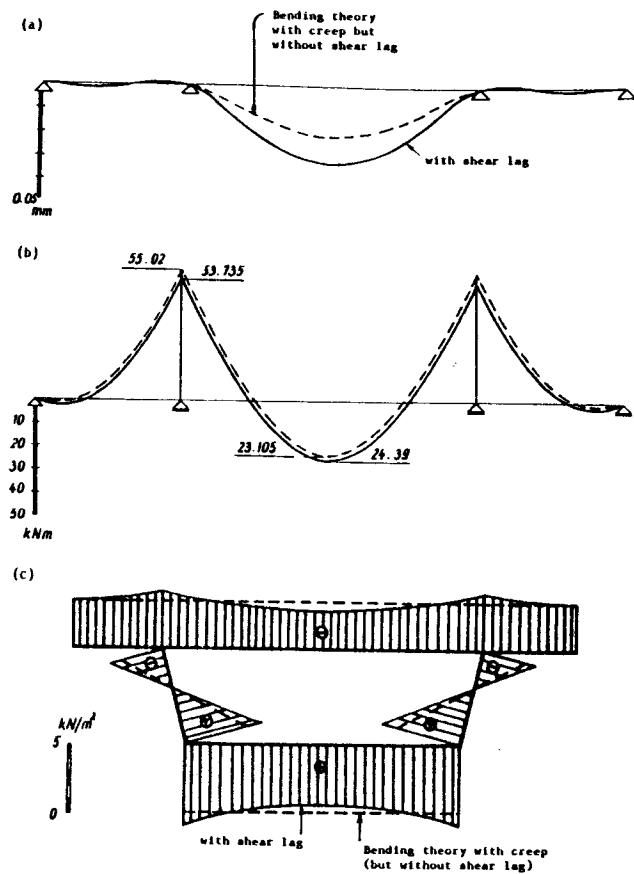 (a)
Bending theory
with creep but
without shear lag
with shear lag
0.05
mm
(b)
55.02
53.735
10
20
30
40
50
kNm
23.105
24.39
(c)
kN/m²
5
0
with shear lag
Bending theory with creep
(but without shear lag)